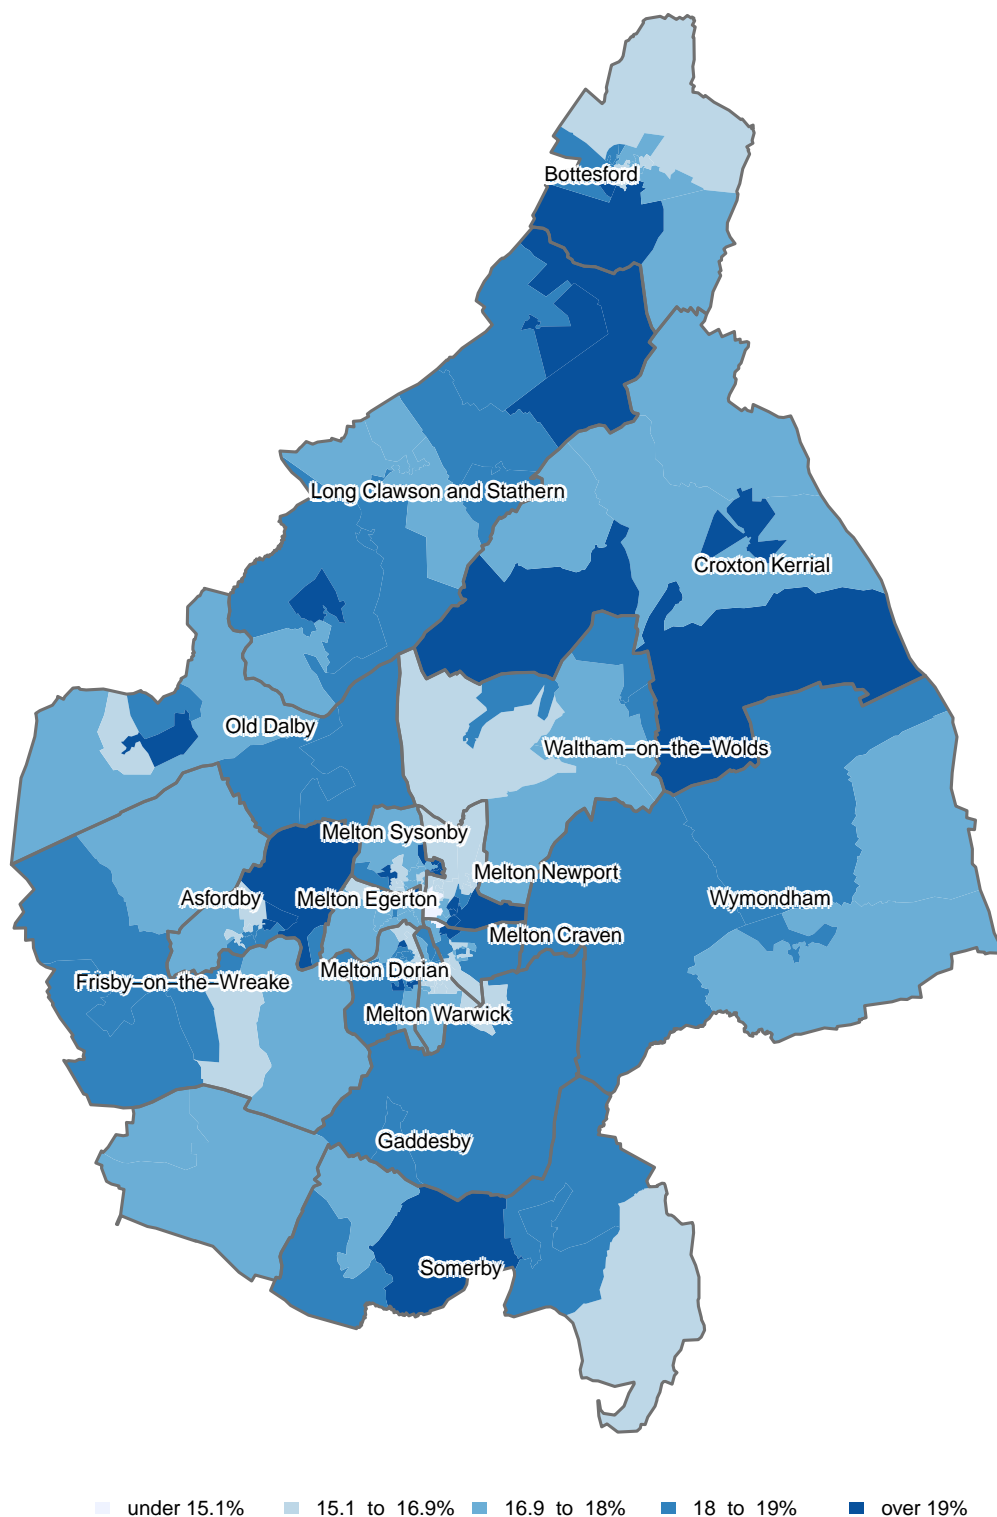 Bottesford
Long Clawson and Stathern
Croxton Kerrial
Old Dalby
Waltham−on−the−Wolds
Melton Sysonby
Melton Newport
Asfordby
Melton Egerton
Wymondham
Melton Craven
Melton Dorian
Frisby−on−the−Wreake
Melton Warwick
Gaddesby
Somerby
under 15.1% 15.1 to 16.9% 16.9 to 18% 18 to 19% over 19%